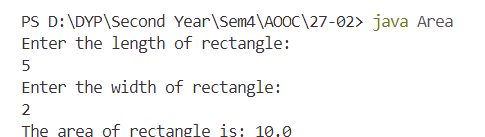 PS D:\DYP\Second Year\Sem4\AOOC\27-02> java Area
Enter the length of rectangle:
5
Enter the width of rectangle:
2
The area of rectangle is: 10.0